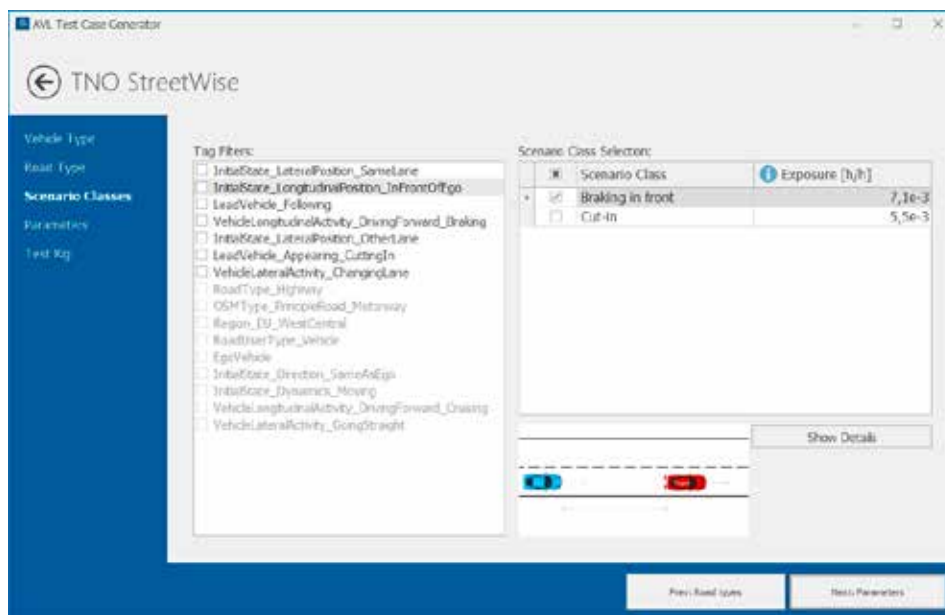 AVL Test Case Generator
TNO StreetWise
Vehicle Type
Road Type
Scenario Classes
Parameters
Test Rig
Tag Filters:
InitialState_LateralPosition_SameLane
InitialState_LongitudinalPosition_InFrontOfEgo
LeadVehicle_Following
VehicleLongitudinalActivity_DrivingForward_Braking
InitialState_LateralPosition_OtherLane
LeadVehicle_Appearing_CuttingIn
VehicleLateralActivity_ChangingLane
RoadType_Highway
OSMType_PrincipleRoad_Motorway
Region_EU_WestCentral
RoadUserType_Vehicle
EgoVehicle
InitialState_Direction_SameAsEgo
InitialState_Dynamics_Moving
VehicleLongitudinalActivity_DrivingForward_Cruising
VehicleLateralActivity_GoingStraight
Scenario Class Selection:
Scenario Class Exposure [h/h]
Braking in front 7,1e-3
Cut-in 5,5e-3
Show Details
Prev: Road types
Next: Parameters